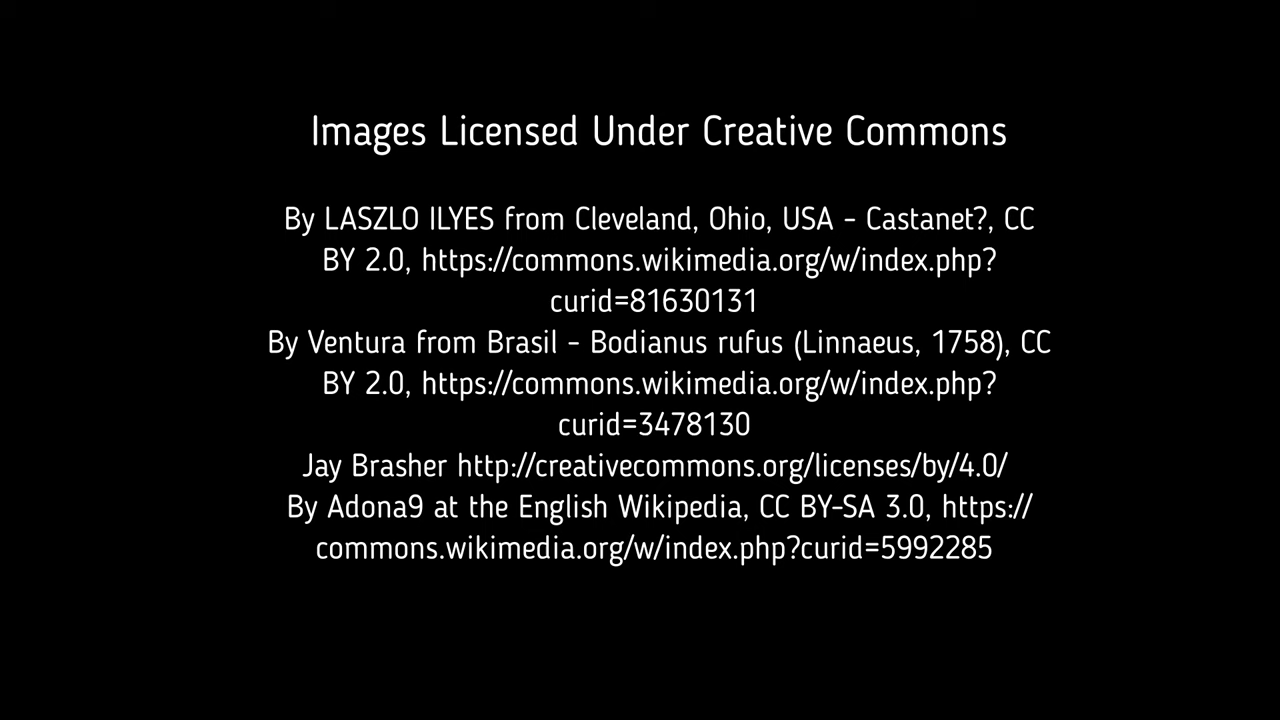 Images Licensed Under Creative Commons
By LASZLO ILYES from Cleveland, Ohio, USA - Castanet?, CC
BY 2.0, https://commons.wikimedia.org/w/index.php?
curid=81630131
By Ventura from Brasil - Bodianus rufus (Linnaeus, 1758), CC
BY 2.0, https://commons.wikimedia.org/w/index.php?
curid=3478130
Jay Brasher http://creativecommons.org/licenses/by/4.0/
By Adona9 at the English Wikipedia, CC BY-SA 3.0, https://
commons.wikimedia.org/w/index.php?curid=5992285